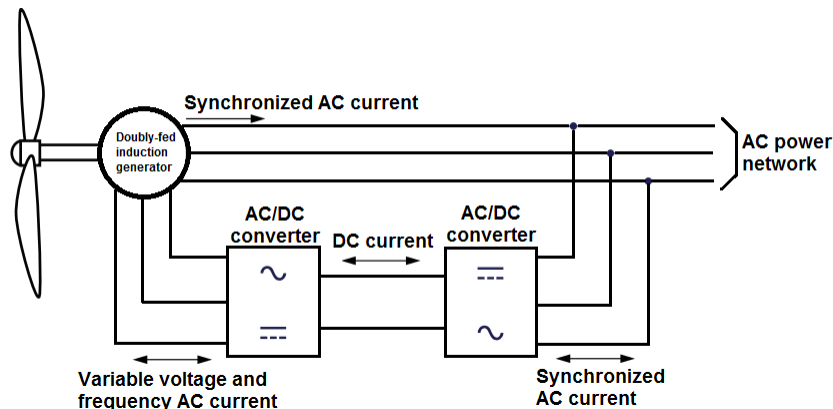 Synchronized AC current
Doubly-fed
induction
generator
AC power
network
AC/DC
converter
DC current
AC/DC
converter
Variable voltage and
frequency AC current
Synchronized
AC current